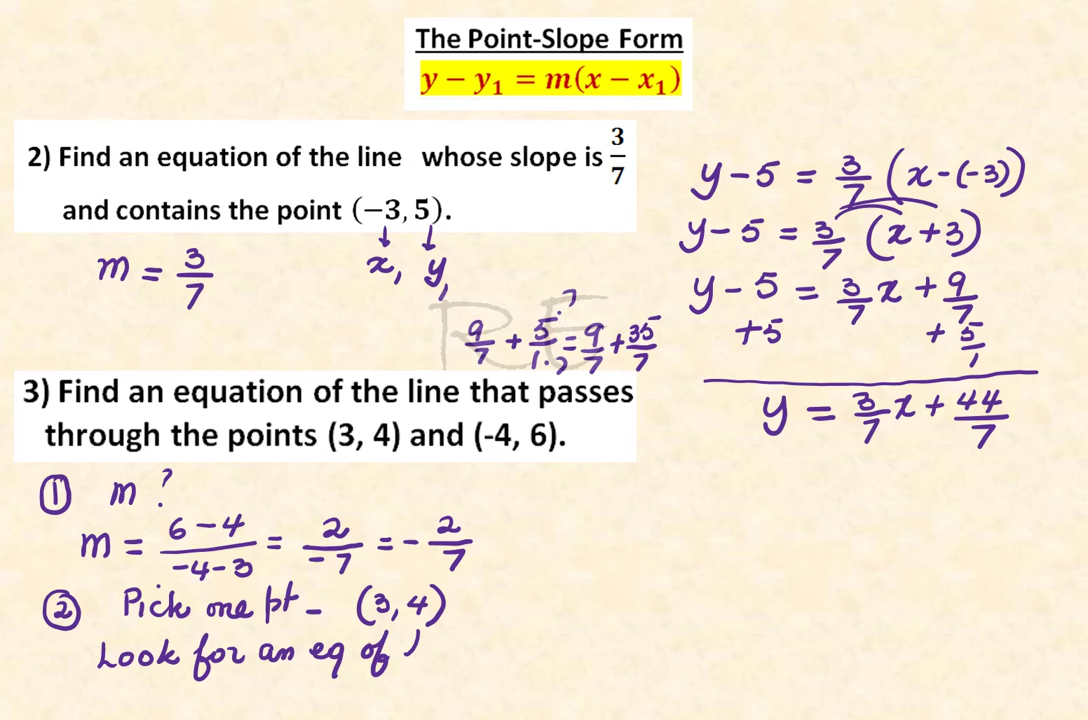 The Point-Slope Form
y − y₁ = m(x − x₁)
2) Find an equation of the line whose slope is 3/7
and contains the point (−3, 5).
m = 3/7
x, y,
9/7 + 5/1 = 9/7 + 35/7
.7
.7
RE
y − 5 = 3/7 (x − (−3))
y − 5 = 3/7 (x + 3)
y − 5 = 3/7 x + 9/7
+5 + 5/1
y = 3/7 x + 44/7
3) Find an equation of the line that passes
through the points (3, 4) and (-4, 6).
① m ?
m = 6 − 4/−4 − 3 = 2/−7 = − 2/7
② Pick one pt − (3, 4)
Look for an eq of